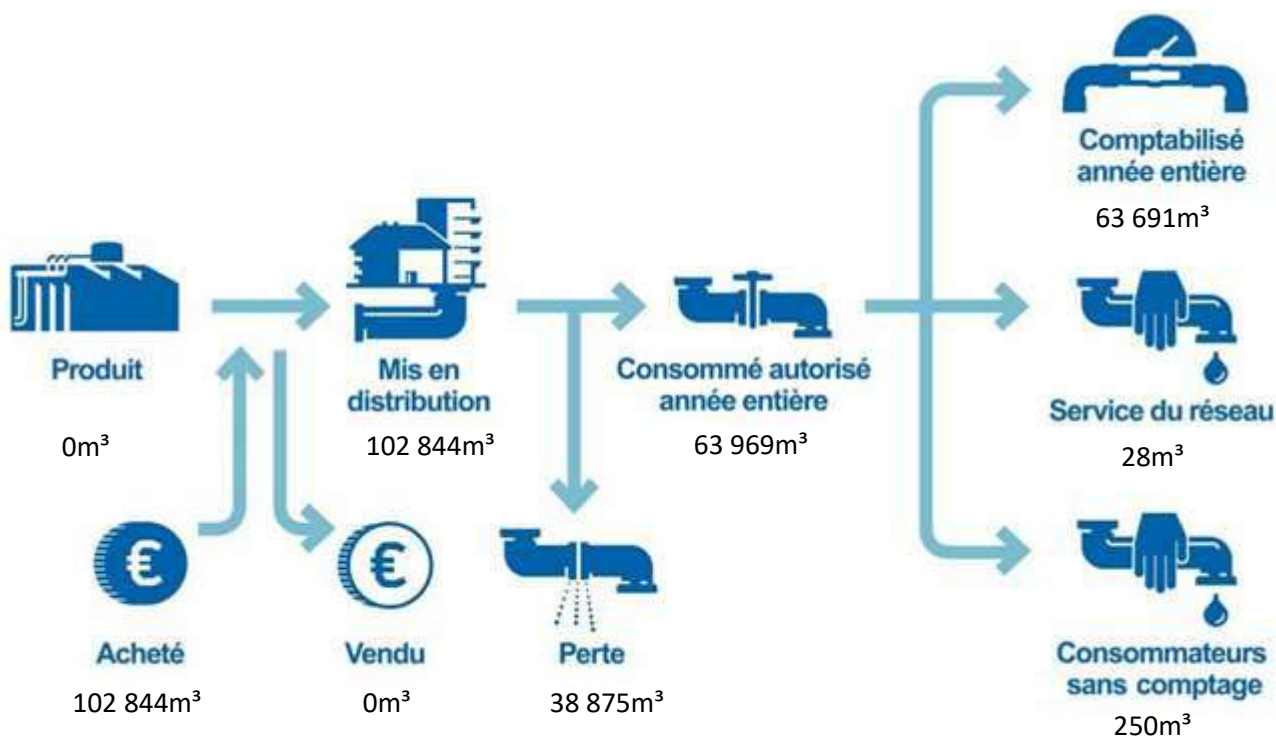 Comptabilisé
année entière
63 691m³
Produit
0m³
Mis en
distribution
102 844m³
Consommé autorisé
année entière
63 969m³
Service du réseau
28m³
€
Acheté
102 844m³
€
Vendu
0m³
Perte
38 875m³
Consommateurs
sans comptage
250m³